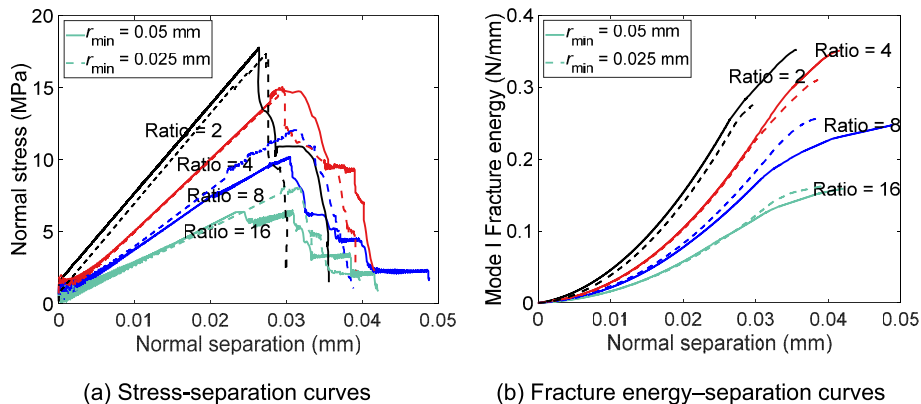 20
15
10
5
0
Normal stress (MPa)
r min = 0.05 mm
r min = 0.025 mm
Ratio = 2
Ratio = 4
Ratio = 8
Ratio = 16
0 0.01 0.02 0.03 0.04 0.05
Normal separation (mm)
(a) Stress-separation curves
0.4
0.3
0.2
0.1
0
Mode I Fracture energy (N/mm)
r min = 0.05 mm
r min = 0.025 mm
Ratio = 4
Ratio = 2
Ratio = 8
Ratio = 16
0 0.01 0.02 0.03 0.04 0.05
Normal separation (mm)
(b) Fracture energy–separation curves